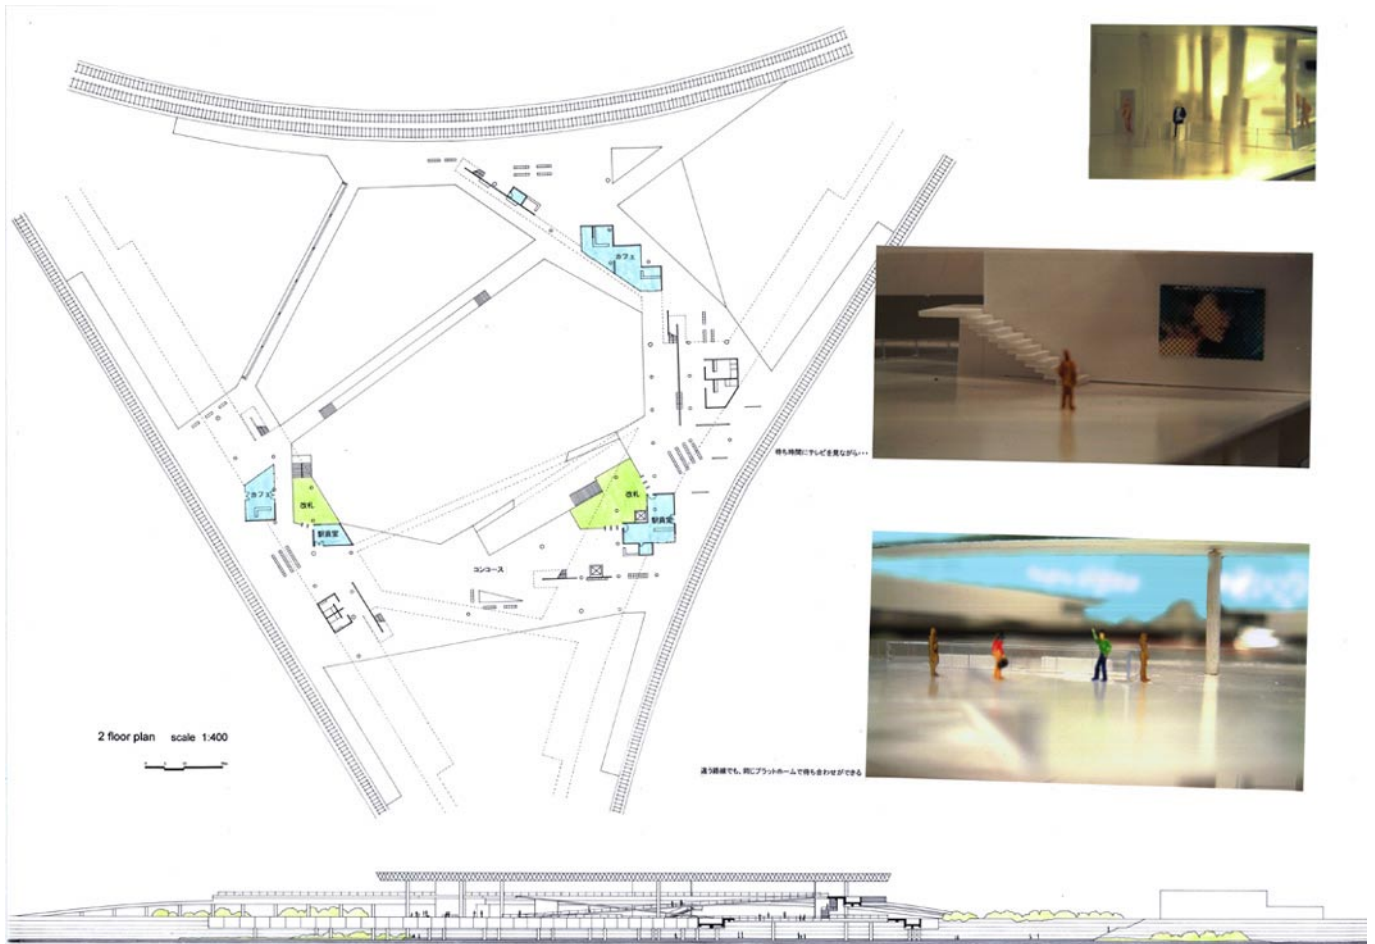 カフェ
待ち時間にテレビを見ながら・・・
カフェ
改札
改札
駅員室
駅員室
コンコース
2 floor plan scale 1:400
違う路線でも、同じプラットホームで待ち合わせができる